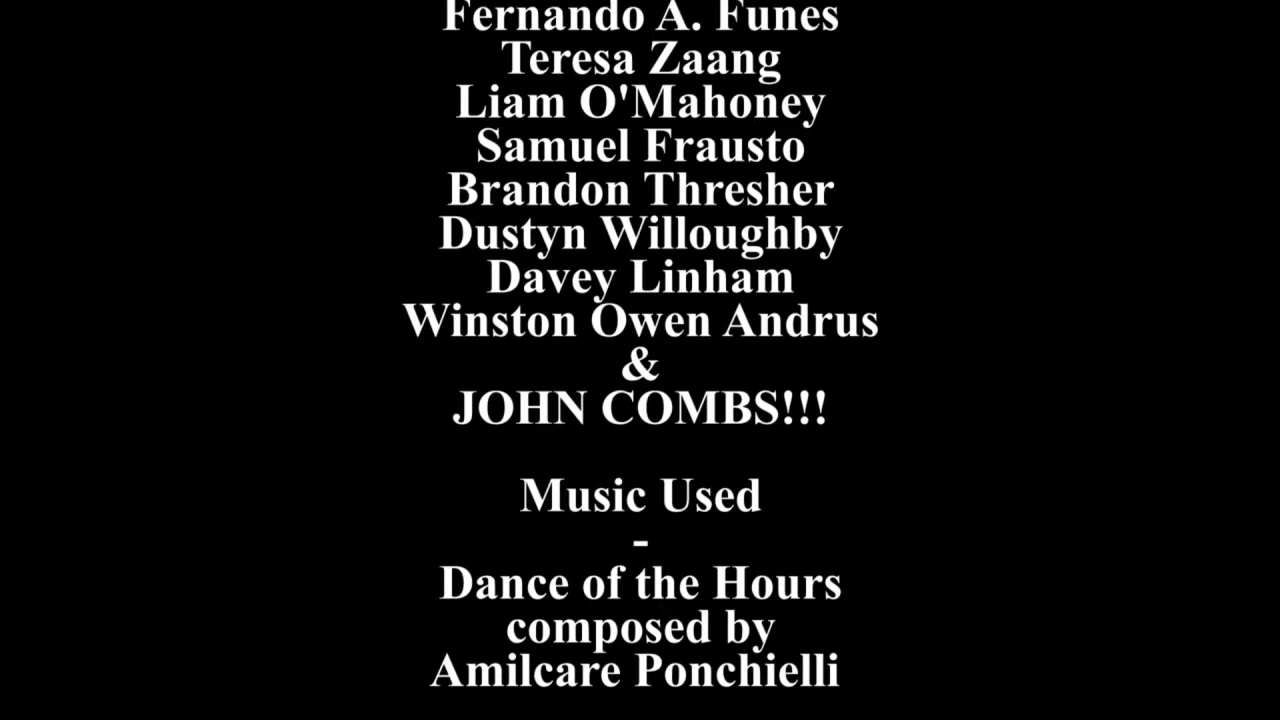 Fernando A. Funes
Teresa Zaang
Liam O'Mahoney
Samuel Frausto
Brandon Thresher
Dustyn Willoughby
Davey Linham
Winston Owen Andrus
&
JOHN COMBS!!!
Music Used
-
Dance of the Hours
composed by
Amilcare Ponchielli